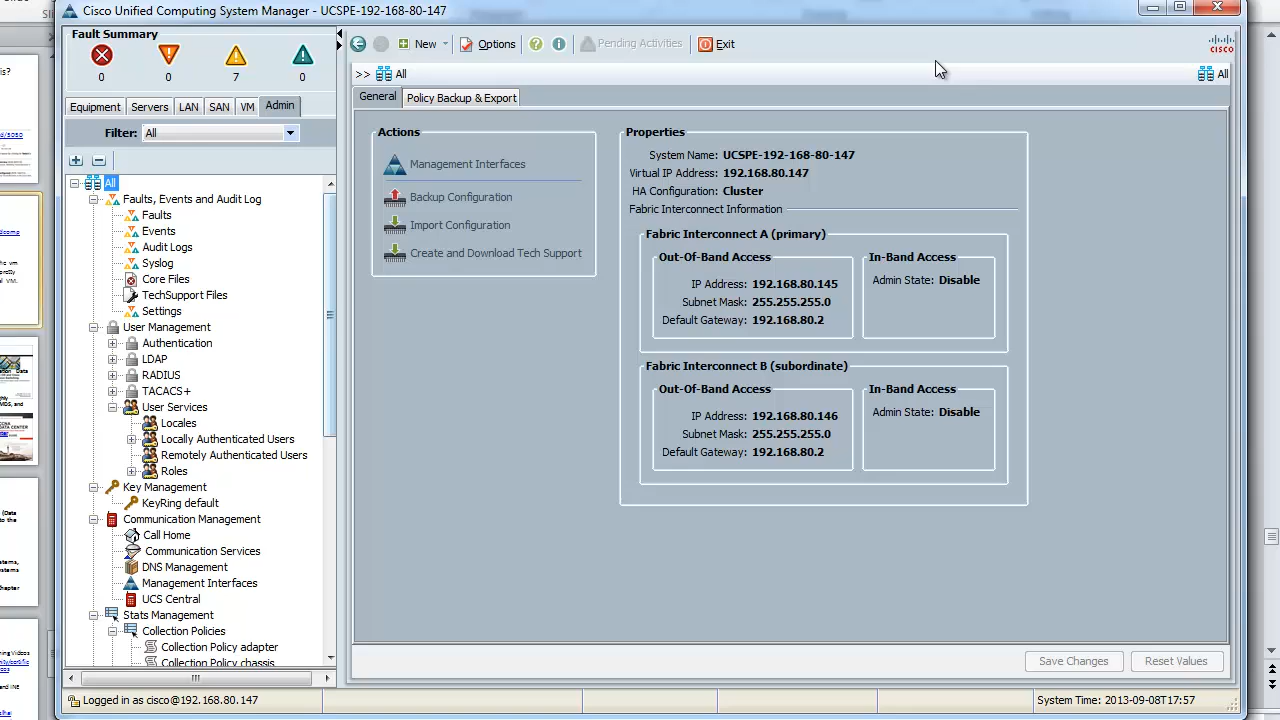 Cisco Unified Computing System Manager - UCSPE-192-168-80-147
Fault Summary
0 0 7 0
New Options Pending Activities Exit
CISCO
>> All All
Equipment Servers LAN SAN VM Admin
General Policy Backup & Export
Filter: All
All
Faults, Events and Audit Log
Faults
Events
Audit Logs
Syslog
Core Files
TechSupport Files
Settings
User Management
Authentication
LDAP
RADIUS
TACACS+
User Services
Locales
Locally Authenticated Users
Remotely Authenticated Users
Roles
Key Management
KeyRing default
Communication Management
Call Home
Communication Services
DNS Management
Management Interfaces
UCS Central
Stats Management
Collection Policies
Collection Policy adapter
Collection Policy chassis
Actions
Management Interfaces
Backup Configuration
Import Configuration
Create and Download Tech Support
Properties
System Name: UCSPE-192-168-80-147
Virtual IP Address: 192.168.80.147
HA Configuration: Cluster
Fabric Interconnect Information
Fabric Interconnect A (primary)
Out-Of-Band Access
IP Address: 192.168.80.145
Subnet Mask: 255.255.255.0
Default Gateway: 192.168.80.2
In-Band Access
Admin State: Disable
Fabric Interconnect B (subordinate)
Out-Of-Band Access
IP Address: 192.168.80.146
Subnet Mask: 255.255.255.0
Default Gateway: 192.168.80.2
In-Band Access
Admin State: Disable
Save Changes Reset Values
Logged in as cisco@192.168.80.147
System Time: 2013-09-08T17:57